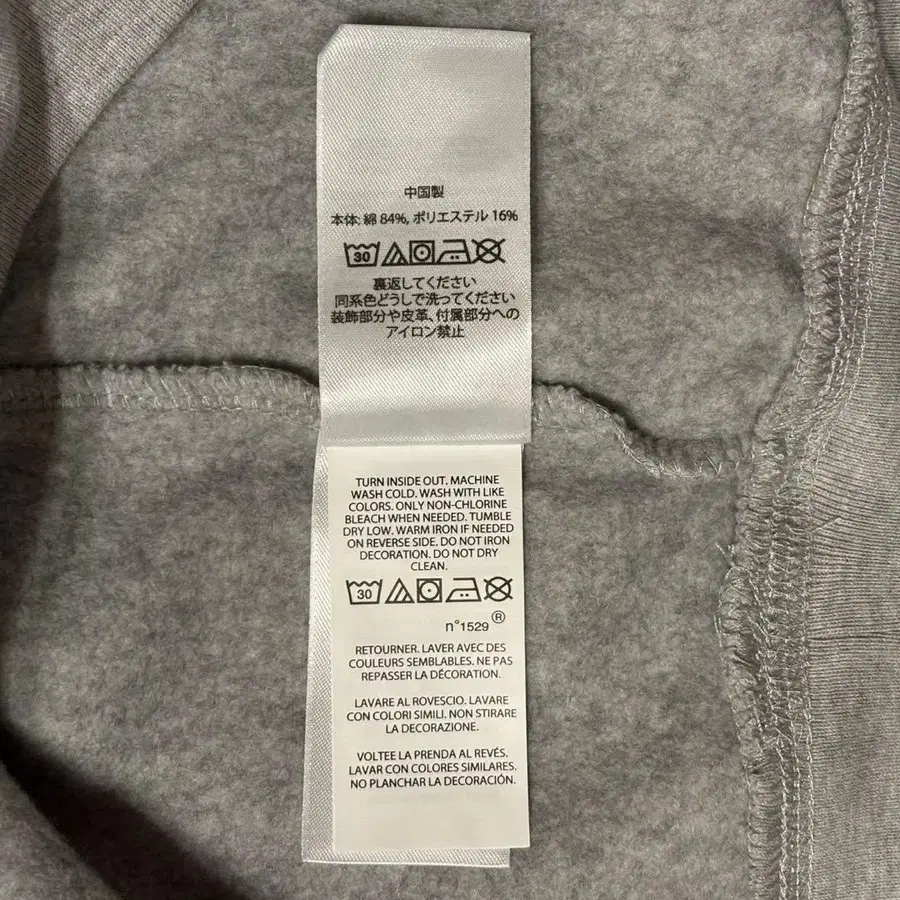 中国製
本体: 綿 84%, ポリエステル 16%
30
裏返してください
同系色どうしで洗ってください
装飾部分や皮革、付属部分への
アイロン禁止
TURN INSIDE OUT. MACHINE
WASH COLD. WASH WITH LIKE
COLORS. ONLY NON-CHLORINE
BLEACH WHEN NEEDED. TUMBLE
DRY LOW. WARM IRON IF NEEDED
ON REVERSE SIDE. DO NOT IRON
DECORATION. DO NOT DRY
CLEAN.
30
n°1529 ®
RETOURNER. LAVER AVEC DES
COULEURS SEMBLABLES. NE PAS
REPASSER LA DÉCORATION.
LAVARE AL ROVESCIO. LAVARE
CON COLORI SIMILI. NON STIRARE
LA DECORAZIONE.
VOLTEE LA PRENDA AL REVÉS.
LAVAR CON COLORES SIMILARES.
NO PLANCHAR LA DECORACIÓN.